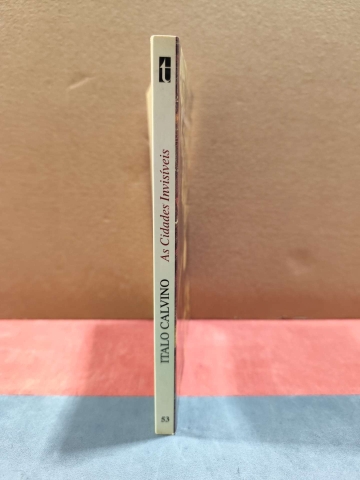 t
As Cidades Invisíveis
ITALO CALVINO
53